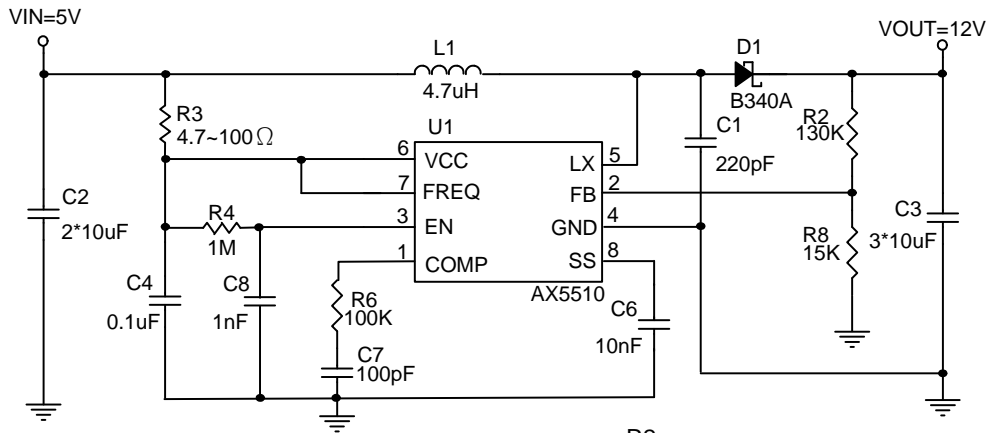 VIN=5V
VOUT=12V
L1
4.7uH
D1
B340A
R3
4.7~100Ω
R2
130K
U1
C1
220pF
6
VCC
LX
5
7
FREQ
FB
2
C2
2*10uF
R4
1M
3
EN
GND
4
C3
3*10uF
R8
15K
1
COMP
SS
8
AX5510
C4
0.1uF
C8
1nF
R6
100K
C6
10nF
C7
100pF